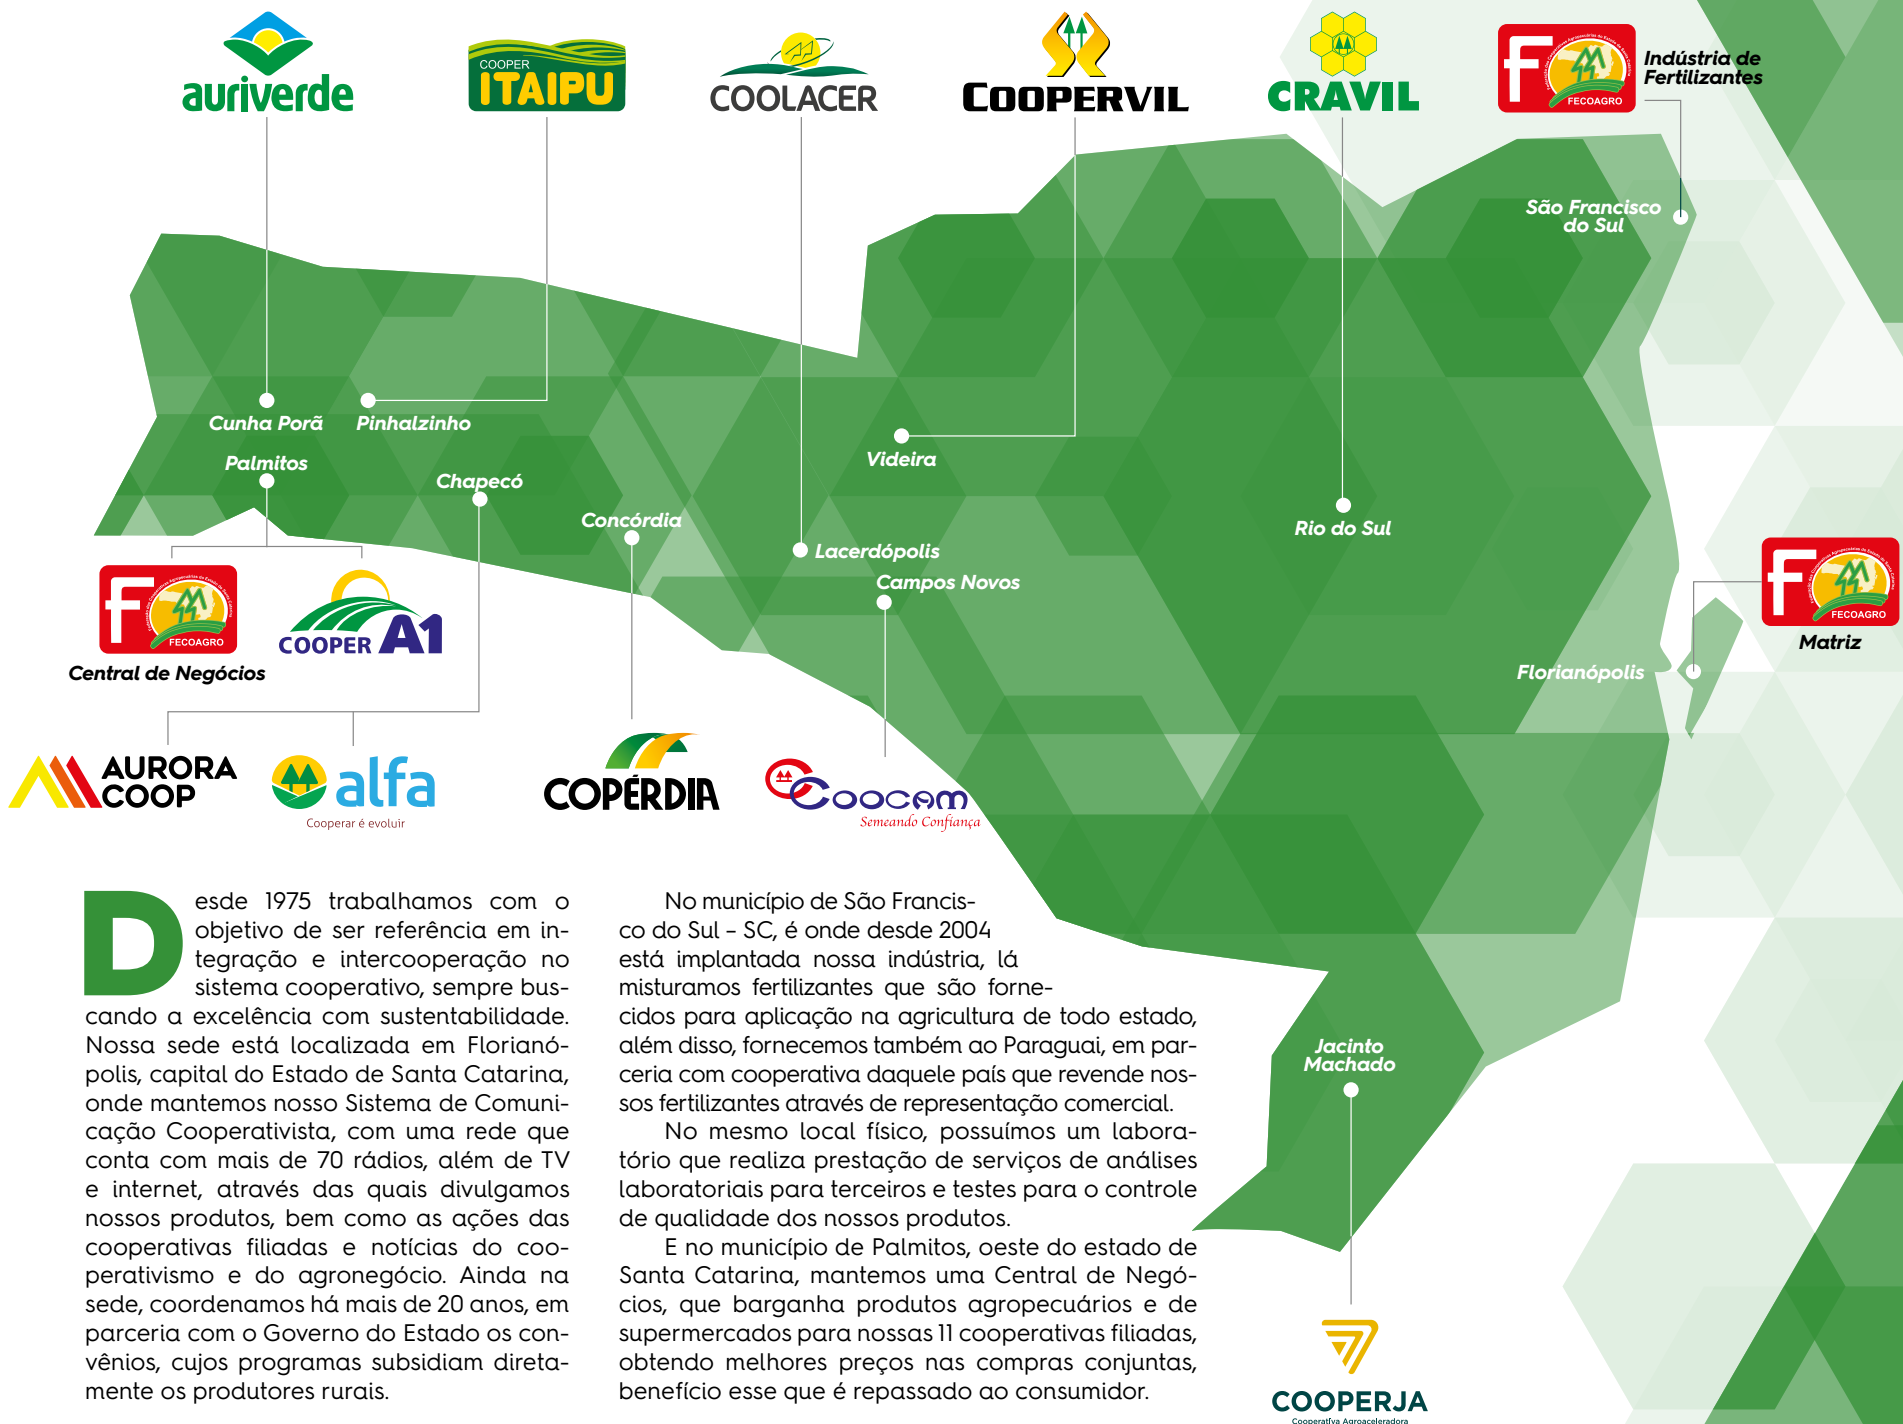 auriverde
COOPER
ITAIPU
COOLACER
COOPERVIL
CRAVIL
F
FECOAGRO
Indústria de
Fertilizantes
São Francisco
do Sul
Cunha Porã
Pinhalzinho
Palmitos
Chapecó
Videira
Concórdia
Rio do Sul
Lacerdópolis
Campos Novos
F
FECOAGRO
Central de Negócios
COOPER A1
F
FECOAGRO
Matriz
Florianópolis
AURORA
COOP
alfa
Cooperar é evoluir
COPÉRDIA
COOCAM
Semeando Confiança
Desde 1975 trabalhamos com o
objetivo de ser referência em in-
tegração e intercooperação no
sistema cooperativo, sempre bus-
cando a excelência com sustentabilidade.
Nossa sede está localizada em Florianó-
polis, capital do Estado de Santa Catarina,
onde mantemos nosso Sistema de Comuni-
cação Cooperativista, com uma rede que
conta com mais de 70 rádios, além de TV
e internet, através das quais divulgamos
nossos produtos, bem como as ações das
cooperativas filiadas e notícias do coo-
perativismo e do agronegócio. Ainda na
sede, coordenamos há mais de 20 anos, em
parceria com o Governo do Estado os con-
vênios, cujos programas subsidiam direta-
mente os produtores rurais.
No município de São Francis-
co do Sul – SC, é onde desde 2004
está implantada nossa indústria, lá
misturamos fertilizantes que são forne-
cidos para aplicação na agricultura de todo estado,
além disso, fornecemos também ao Paraguai, em par-
ceria com cooperativa daquele país que revende nos-
sos fertilizantes através de representação comercial.
No mesmo local físico, possuímos um labora-
tório que realiza prestação de serviços de análises
laboratoriais para terceiros e testes para o controle
de qualidade dos nossos produtos.
E no município de Palmitos, oeste do estado de
Santa Catarina, mantemos uma Central de Negó-
cios, que barganha produtos agropecuários e de
supermercados para nossas 11 cooperativas filiadas,
obtendo melhores preços nas compras conjuntas,
benefício esse que é repassado ao consumidor.
Jacinto
Machado
COOPERJA
Cooperativa Agroaceleradora